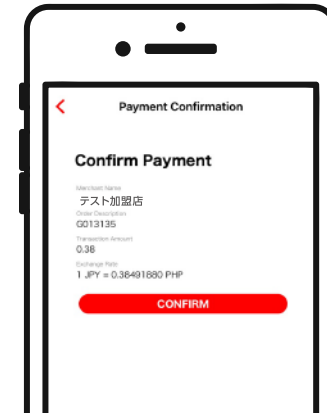 Payment Confirmation
Confirm Payment
Merchant Name
テスト加盟店
Order Description
G013135
Transaction Amount
0.38
Exchange Rate
1 JPY = 0.38491880 PHP
CONFIRM